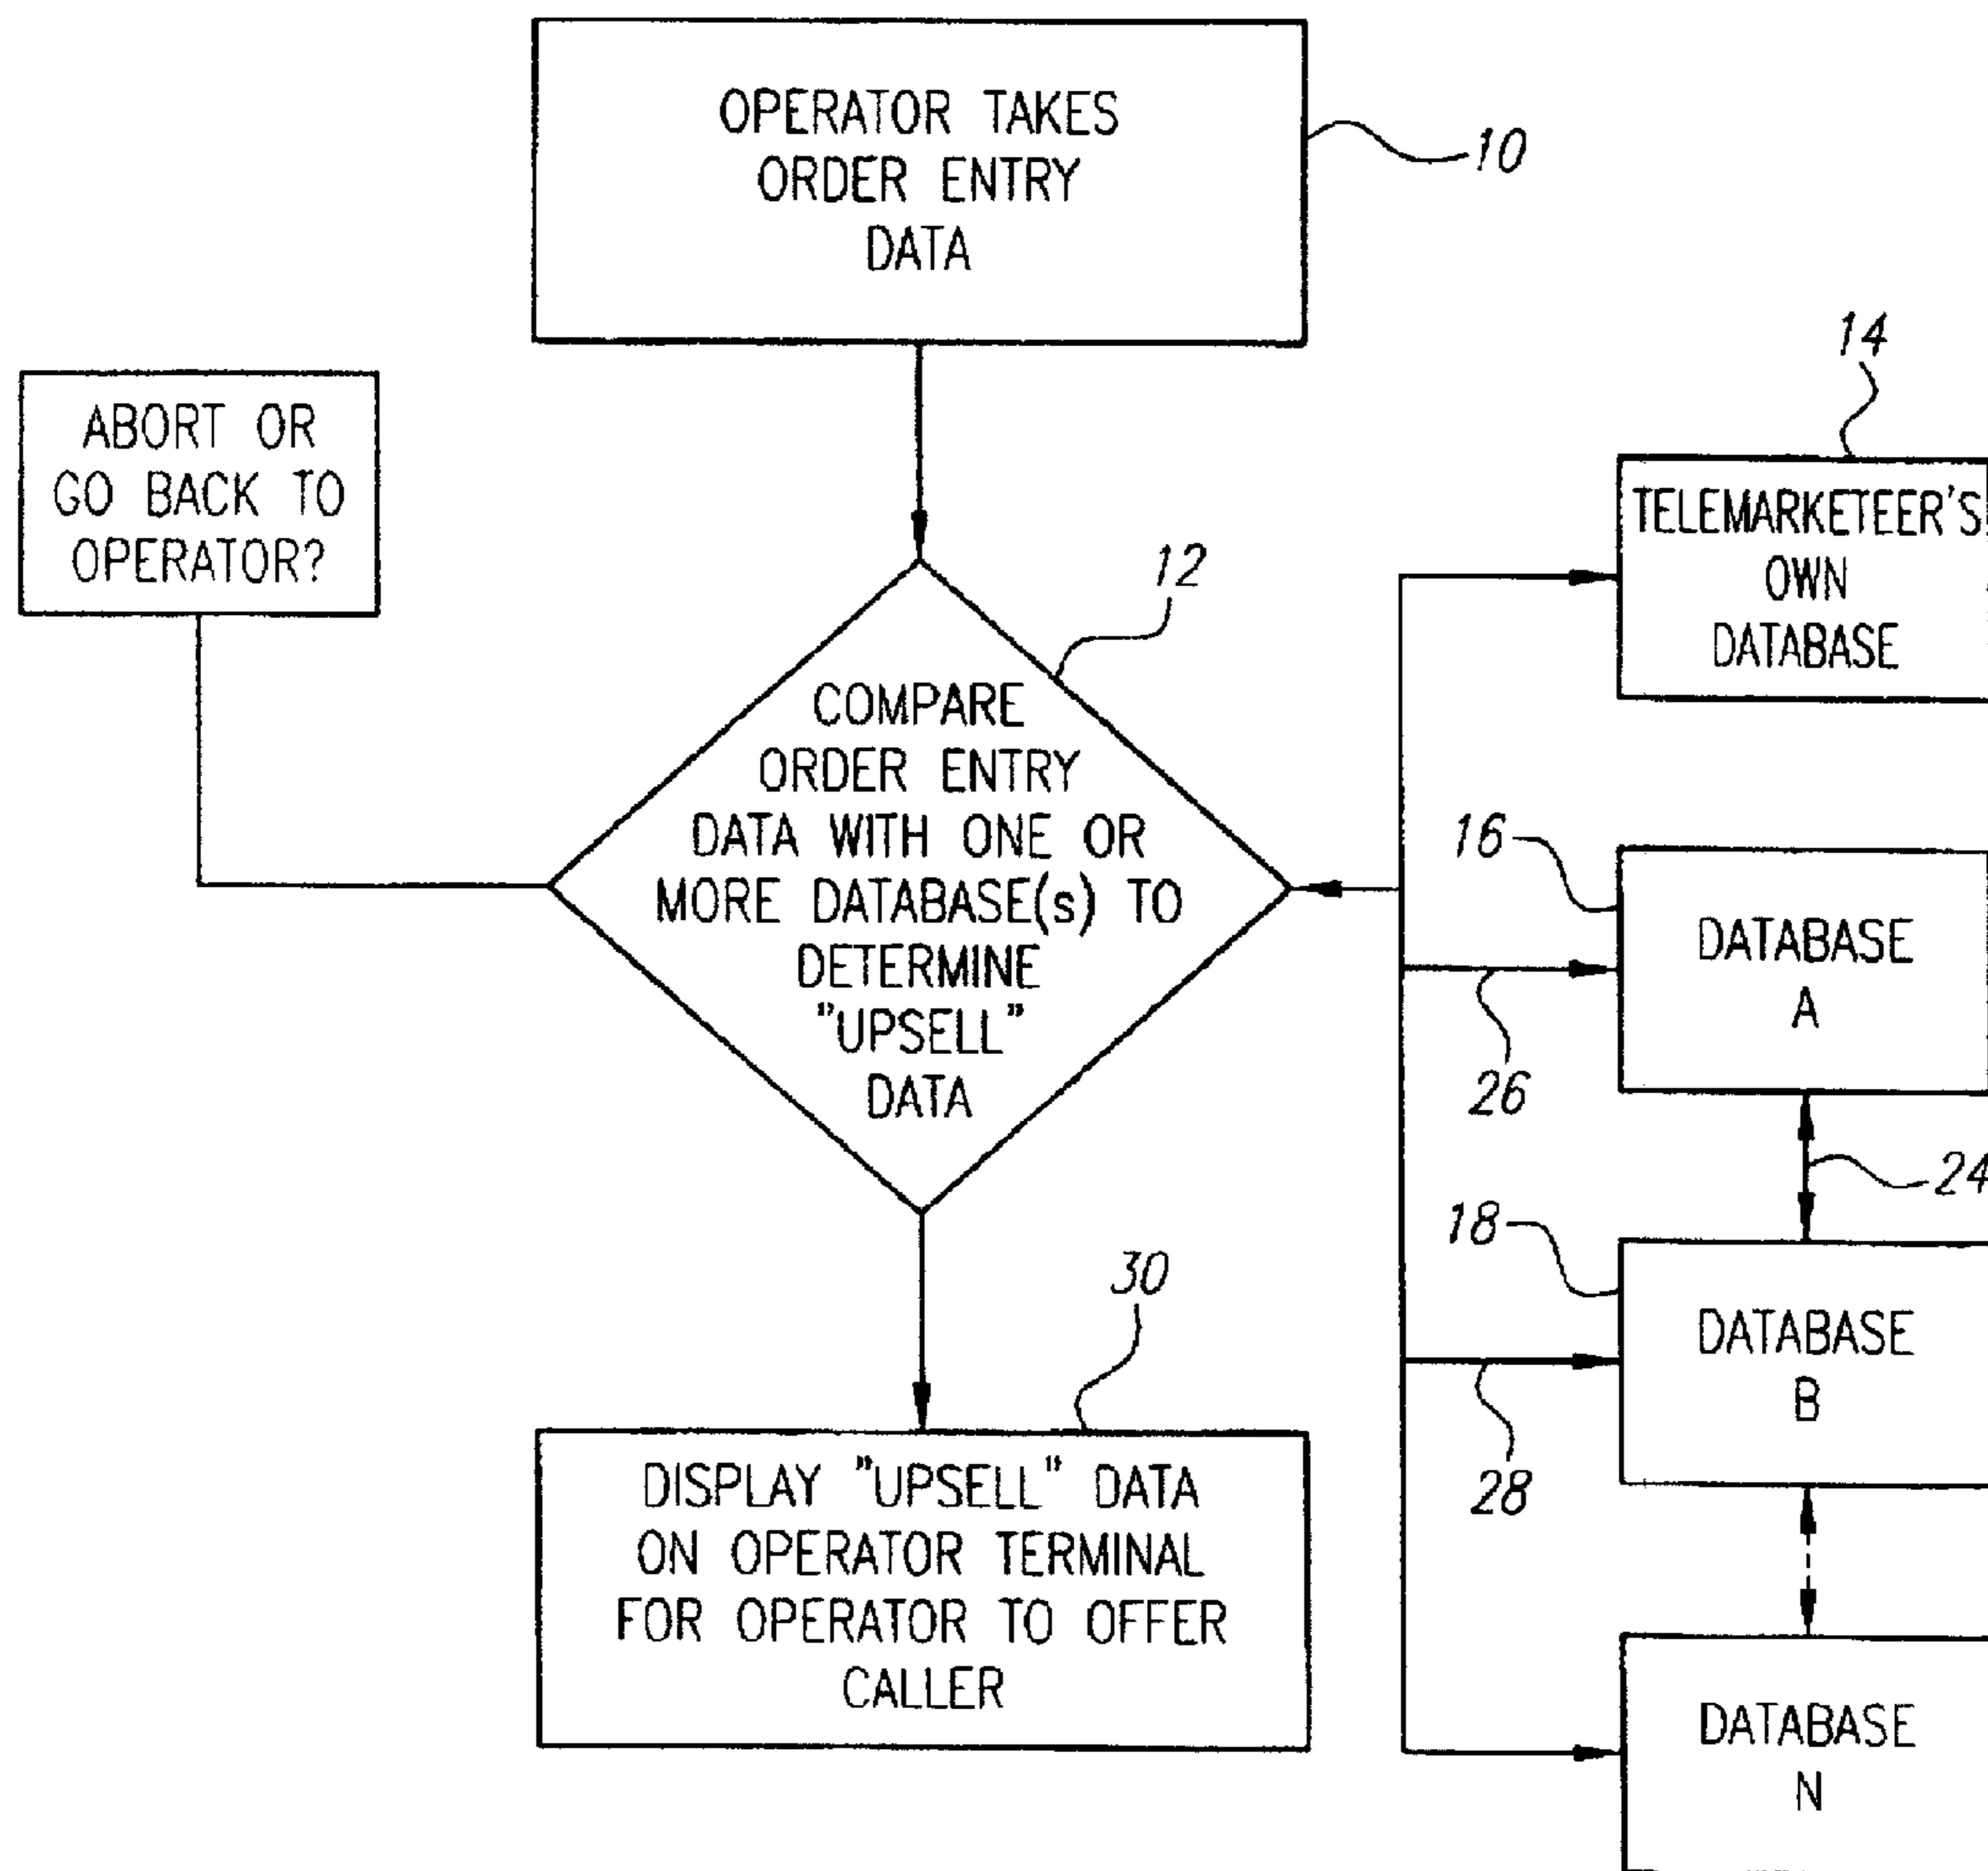 OPERATOR TAKES
ORDER ENTRY
DATA
10
ABORT OR
GO BACK TO
OPERATOR?
12
COMPARE
ORDER ENTRY
DATA WITH ONE OR
MORE DATABASE(s) TO
DETERMINE
"UPSELL"
DATA
14
TELEMARKETEER'S
OWN
DATABASE
16
DATABASE
A
26
24
18
DATABASE
B
28
30
DISPLAY "UPSELL" DATA
ON OPERATOR TERMINAL
FOR OPERATOR TO OFFER
CALLER
DATABASE
N